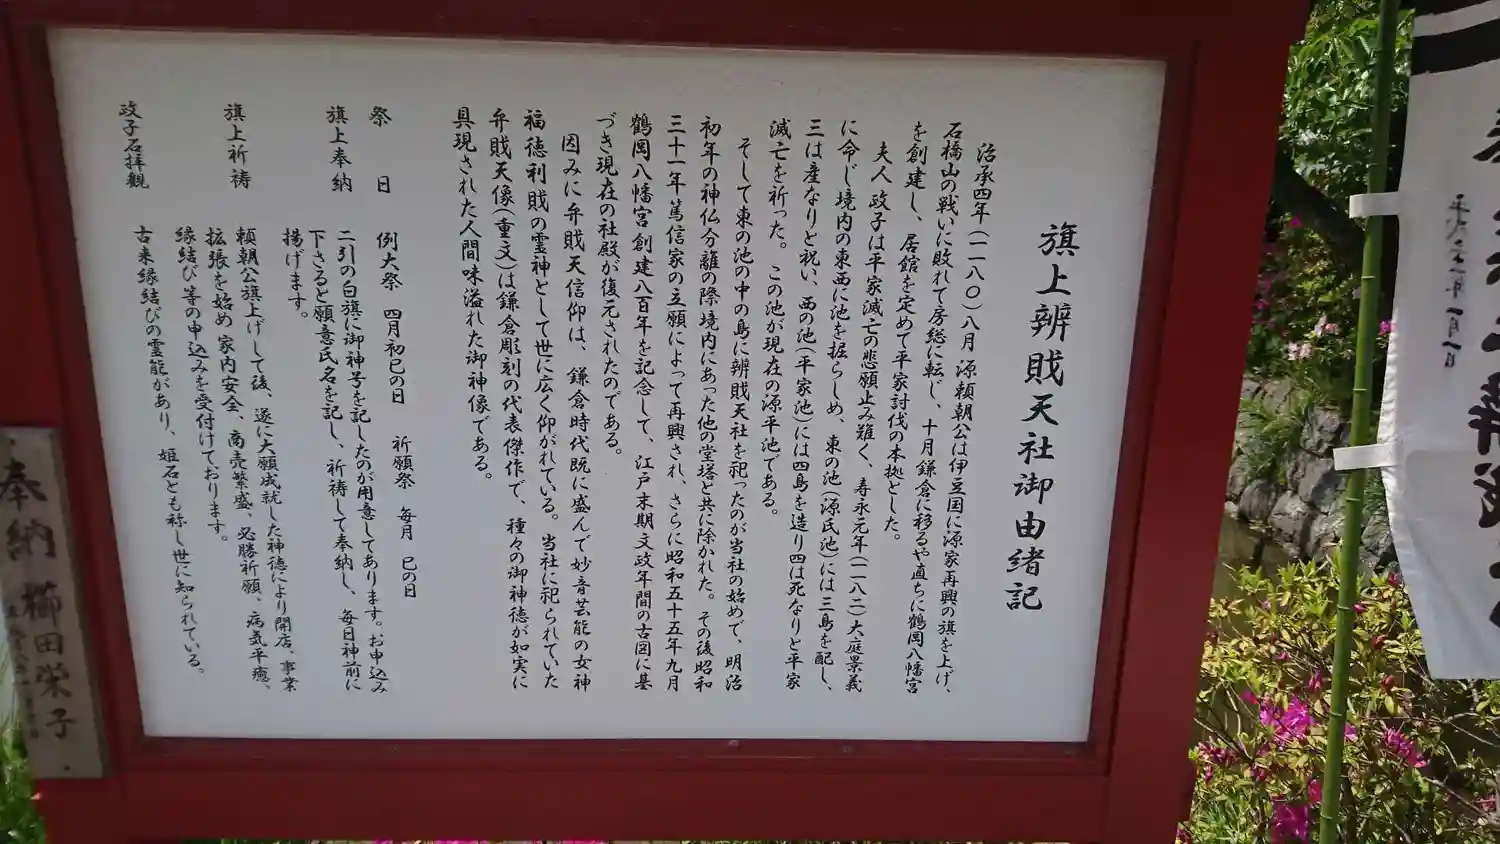 旗上辨財天社御由緒記
治承四年(一一八〇)八月 源頼朝公は伊豆国に源家再興の旗を上げ、
石橋山の戦いに敗れて房総に転じ、十月鎌倉に移るや直ちに鶴岡八幡宮
を創建し、居館を定めて平家討伐の本拠とした。
夫人 政子は平家滅亡の悲願止み難く、寿永元年(一一八二)大庭景義
に命じ境内の東西に池を掘らしめ、東の池(源氏池)には三島を配し、
三は産なりと祝い、西の池(平家池)には四島を造り四は死なりと平家
滅亡を祈った。この池が現在の源平池である。
そして東の池の中の島に辨財天社を祀ったのが当社の始めで、明治
初年の神仏分離の際境内にあった他の堂塔と共に除かれた。その後昭和
三十一年篤信家の立願によって再興され、さらに昭和五十五年九月
鶴岡八幡宮創建八百年を記念して、江戸末期文政年間の古図に基
づき現在の社殿が復元されたのである。
因みに弁財天信仰は、鎌倉時代既に盛んで妙音芸能の女神
福徳利財の霊神として世に広く仰がれている。当社に祀られていた
弁財天像(重文)は鎌倉彫刻の代表傑作で、種々の御神徳が如実に
具現された人間味溢れた御神像である。
祭日 例大祭 四月初巳の日 祈願祭 毎月 巳の日
旗上奉納 二引の白旗に御神号を記したのが用意してあります。お申込み
下さると願意氏名を記し、祈祷して奉納し、毎日神前に
揚げます。
旗上祈祷 頼朝公旗上げして後、遂に大願成就した神徳により開店、事業
拡張を始め家内安全、商売繁盛、必勝祈願、病気平癒、
縁結び等の申込みを受付けております。
政子石拝観 古来縁結びの霊能があり、姫石とも称し世に知られている。
奉納 櫛田栄子